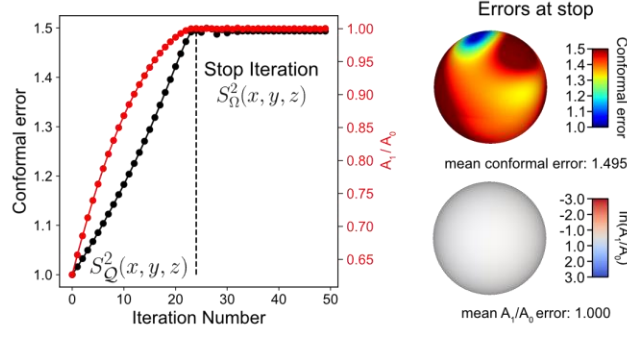 Errors at stop
1.5
1.4
1.3
1.2
1.1
1.0
Conformal error
1.00
0.95
0.90
0.85
0.80
0.75
0.70
0.65
A₁/A₀
Stop Iteration
S²_Ω(x, y, z)
S²_𝒬(x, y, z)
0 10 20 30 40 50
Iteration Number
1.5
1.4
1.3
1.2
1.1
1.0
Conformal
error
mean conformal error: 1.495
-3.0
-1.0
1.0
2.0
3.0
ln(A₁/A₀)
mean A₁/A₀ error: 1.000